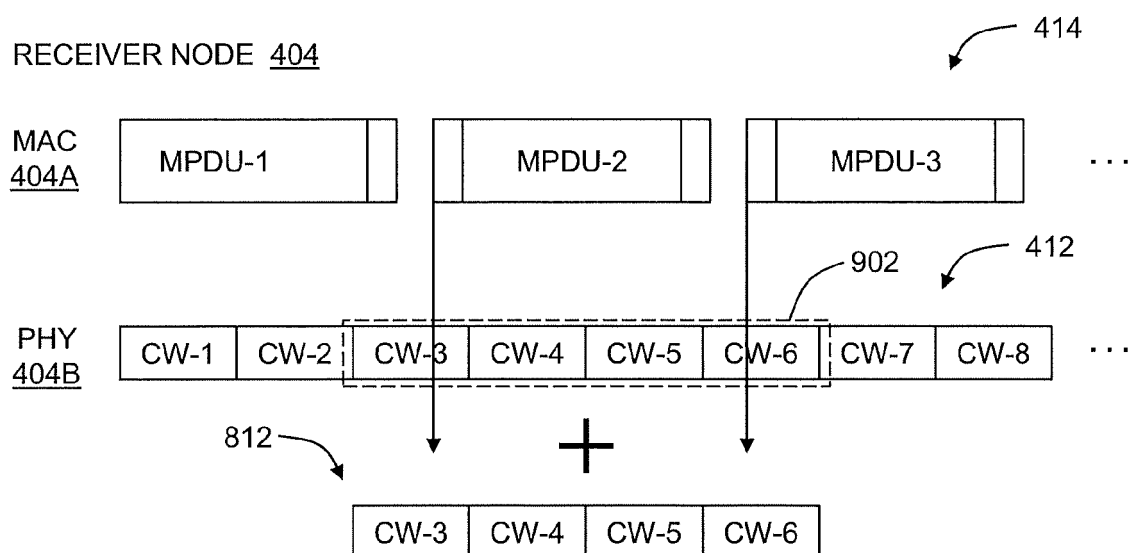 RECEIVER NODE 404
414
MAC
404A
MPDU-1
MPDU-2
MPDU-3
. . .
902
412
PHY
404B
CW-1
CW-2
CW-3
CW-4
CW-5
CW-6
CW-7
CW-8
. . .
812
+
CW-3
CW-4
CW-5
CW-6